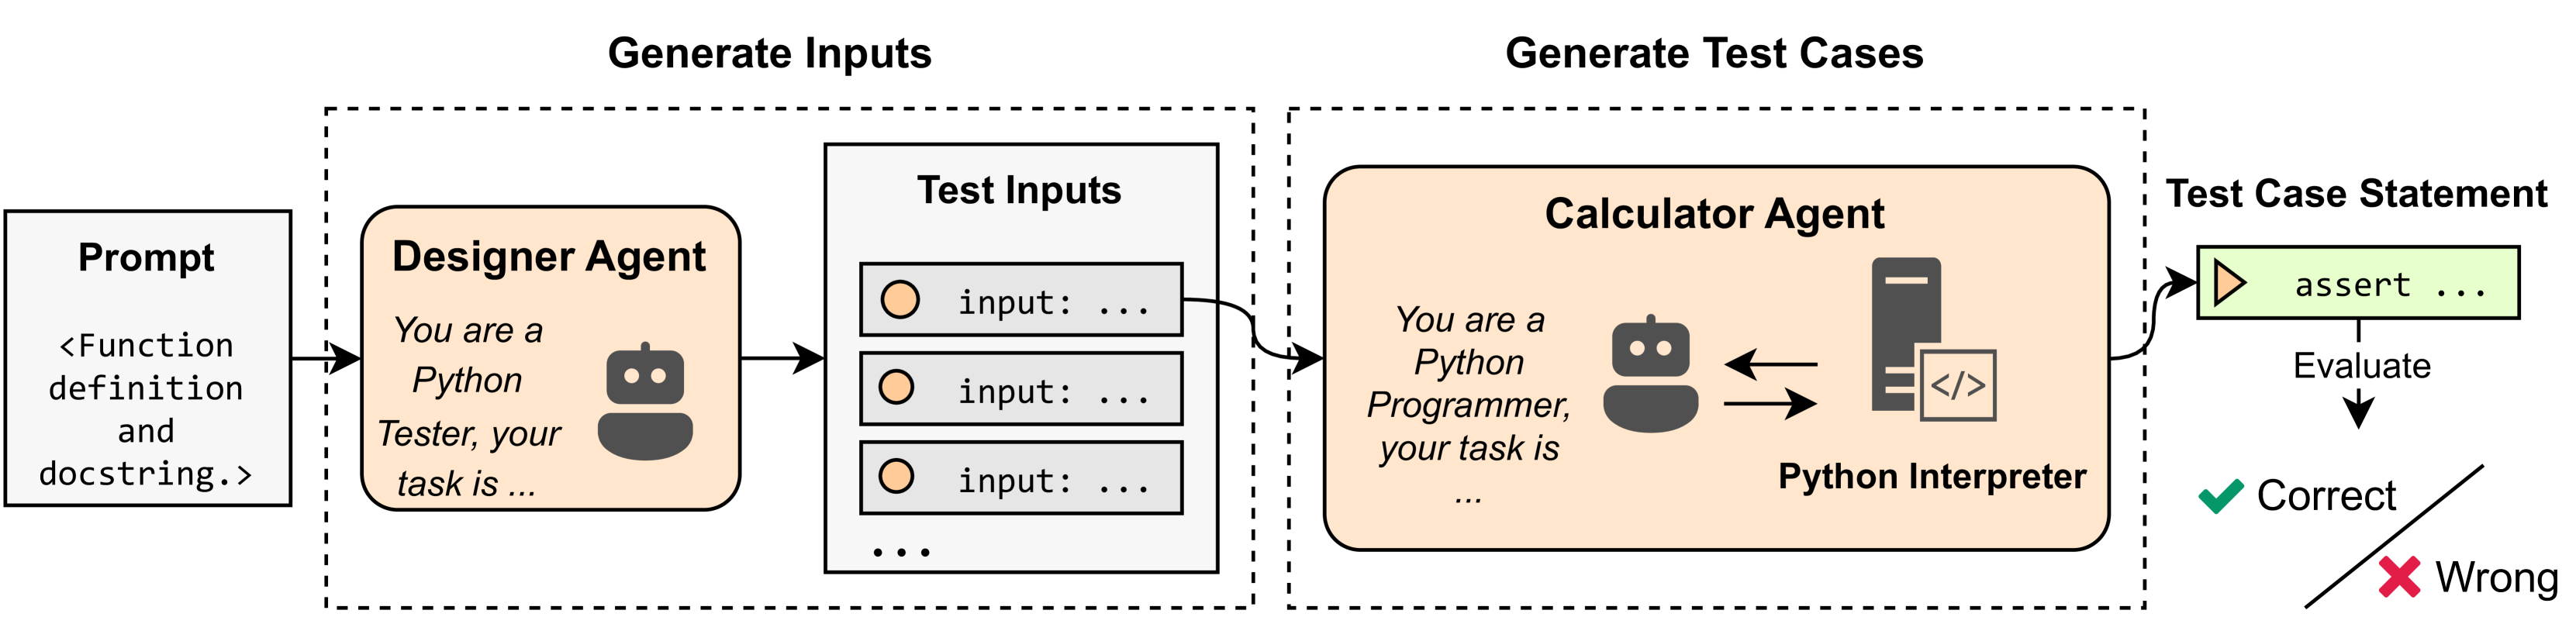 Generate Inputs
Generate Test Cases
Prompt
<Function
definition
and
docstring.>
Designer Agent
You are a
Python
Tester, your
task is ...
Test Inputs
input: ...
input: ...
input: ...
...
Calculator Agent
You are a
Python
Programmer,
your task is
...
</>
Python Interpreter
Test Case Statement
assert ...
Evaluate
Correct
Wrong